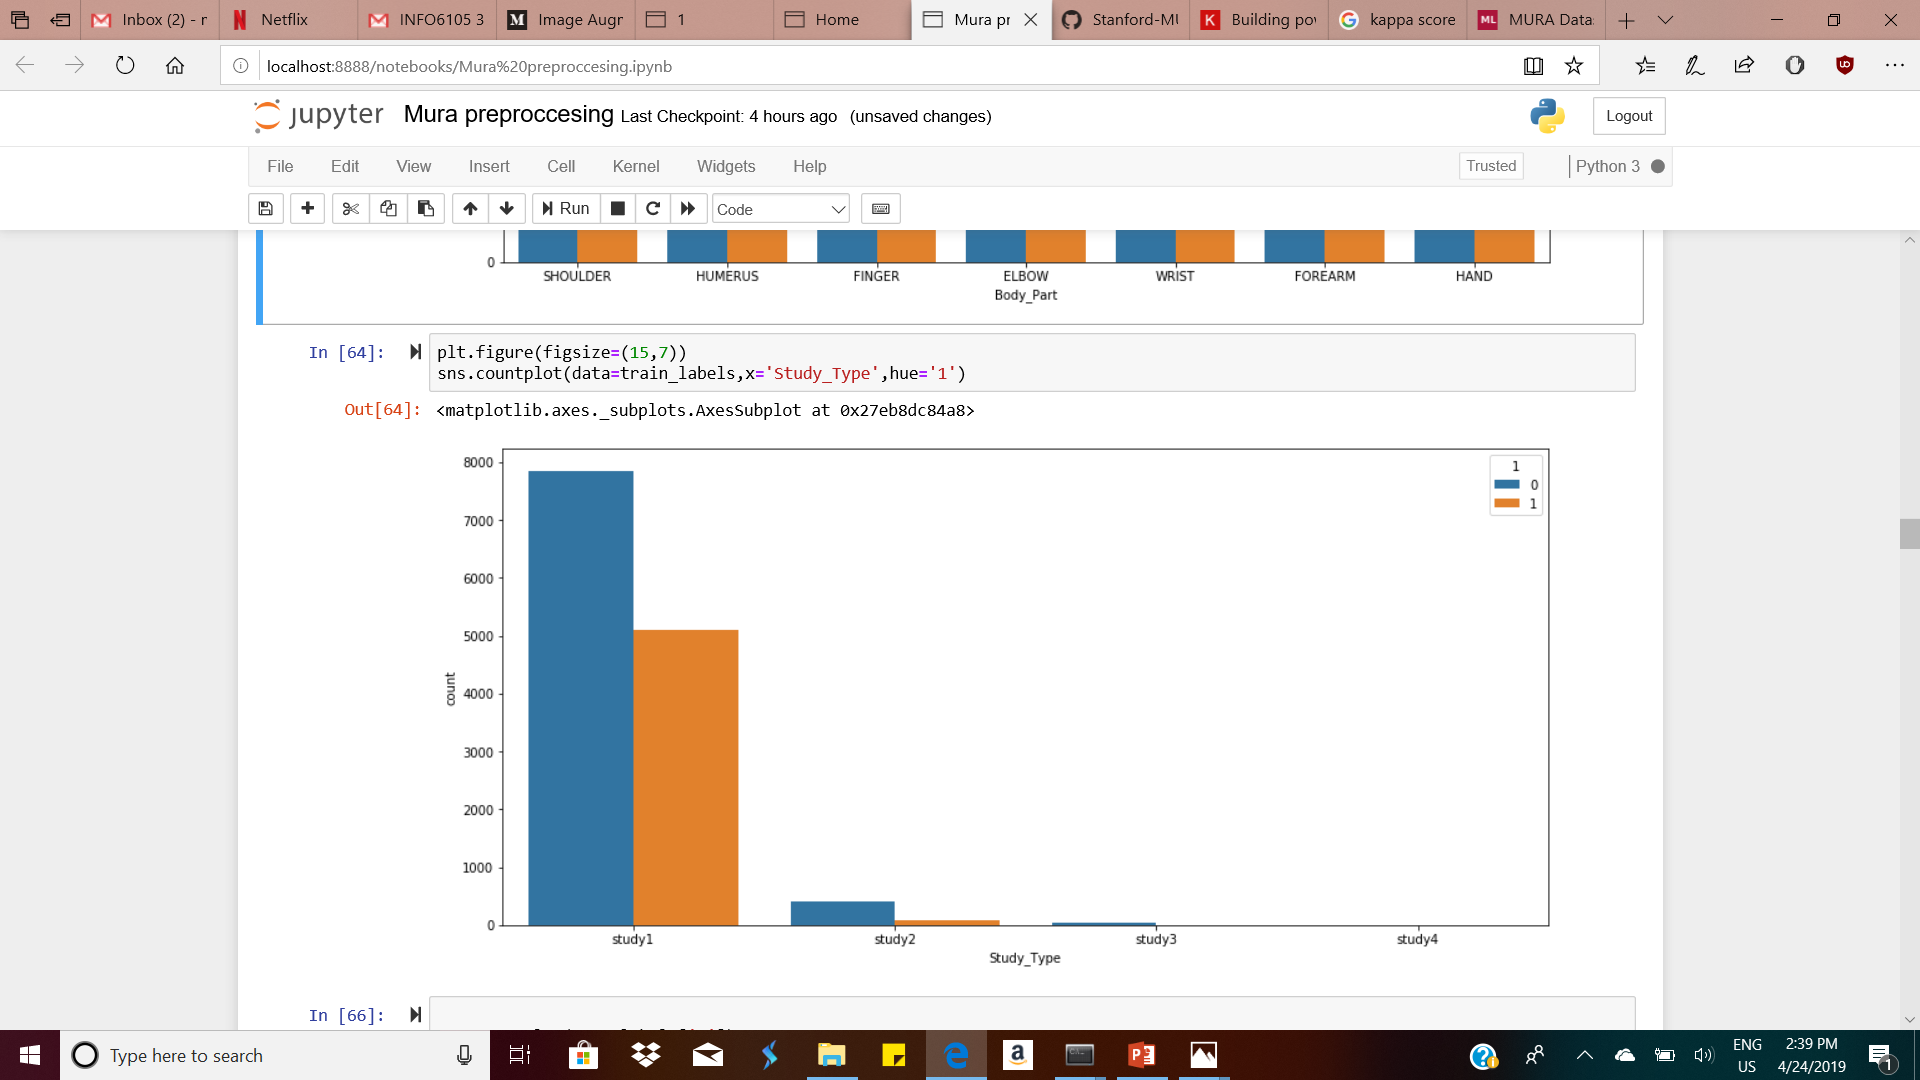 Inbox (2) - r
Netflix
INFO6105 3
Image Augr
1
Home
Mura pr
Stanford-MU
Building po
kappa score
MURA Data
localhost:8888/notebooks/Mura%20preproccesing.ipynb
jupyter Mura preproccesing Last Checkpoint: 4 hours ago (unsaved changes)
Logout
File Edit View Insert Cell Kernel Widgets Help
Trusted
Python 3
Run
Code
0
SHOULDER HUMERUS FINGER ELBOW WRIST FOREARM HAND
Body_Part
In [64]:
plt.figure(figsize=(15,7))
sns.countplot(data=train_labels,x='Study_Type',hue='1')
Out[64]:
<matplotlib.axes._subplots.AxesSubplot at 0x27eb8dc84a8>
8000
7000
6000
5000
4000
3000
2000
1000
0
count
1
0
1
study1 study2 study3 study4
Study_Type
In [66]:
Type here to search
ENG
US
2:39 PM
4/24/2019
1